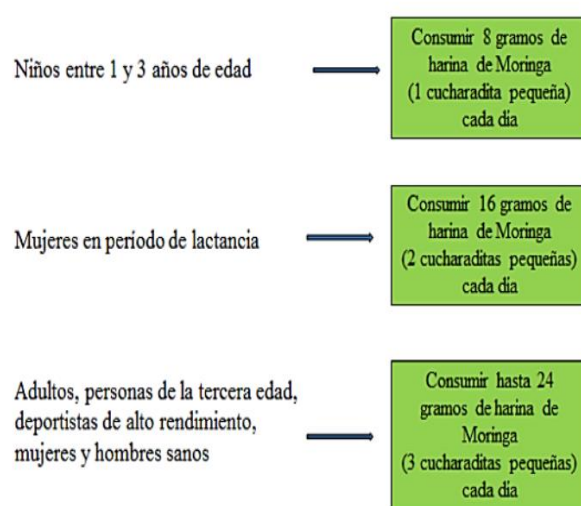 Niños entre 1 y 3 años de edad
Consumir 8 gramos de
harina de Moringa
(1 cucharadita pequeña)
cada día
Mujeres en período de lactancia
Consumir 16 gramos de
harina de Moringa
(2 cucharaditas pequeñas)
cada día
Adultos, personas de la tercera edad,
deportistas de alto rendimiento,
mujeres y hombres sanos
Consumir hasta 24
gramos de harina de
Moringa
(3 cucharaditas pequeñas)
cada día